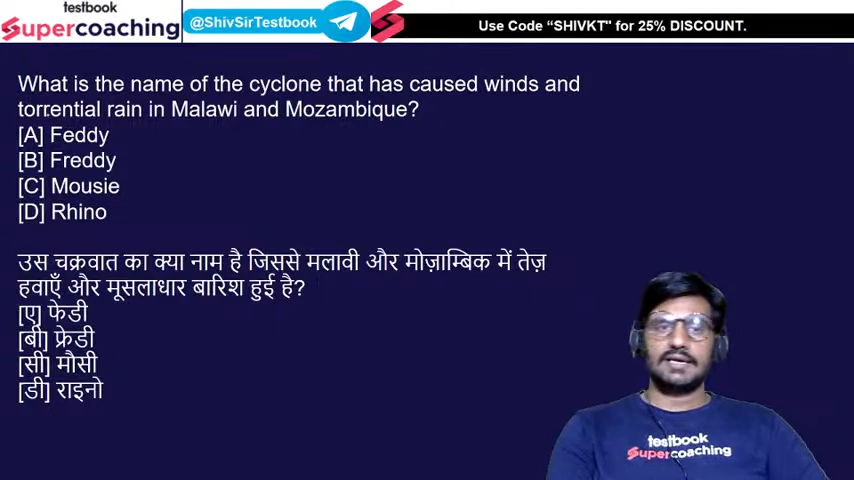 testbook
Supercoaching
@ShivSirTestbook
Use Code “SHIVKT" for 25% DISCOUNT.
What is the name of the cyclone that has caused winds and
torrential rain in Malawi and Mozambique?
[A] Feddy
[B] Freddy
[C] Mousie
[D] Rhino
उस चक्रवात का क्या नाम है जिससे मलावी और मोज़ाम्बिक में तेज़
हवाएँ और मूसलाधार बारिश हुई है?
[ए] फेडी
[बी] फ्रेडी
[सी] मौसी
[डी] राइनो
testbook
Supercoaching